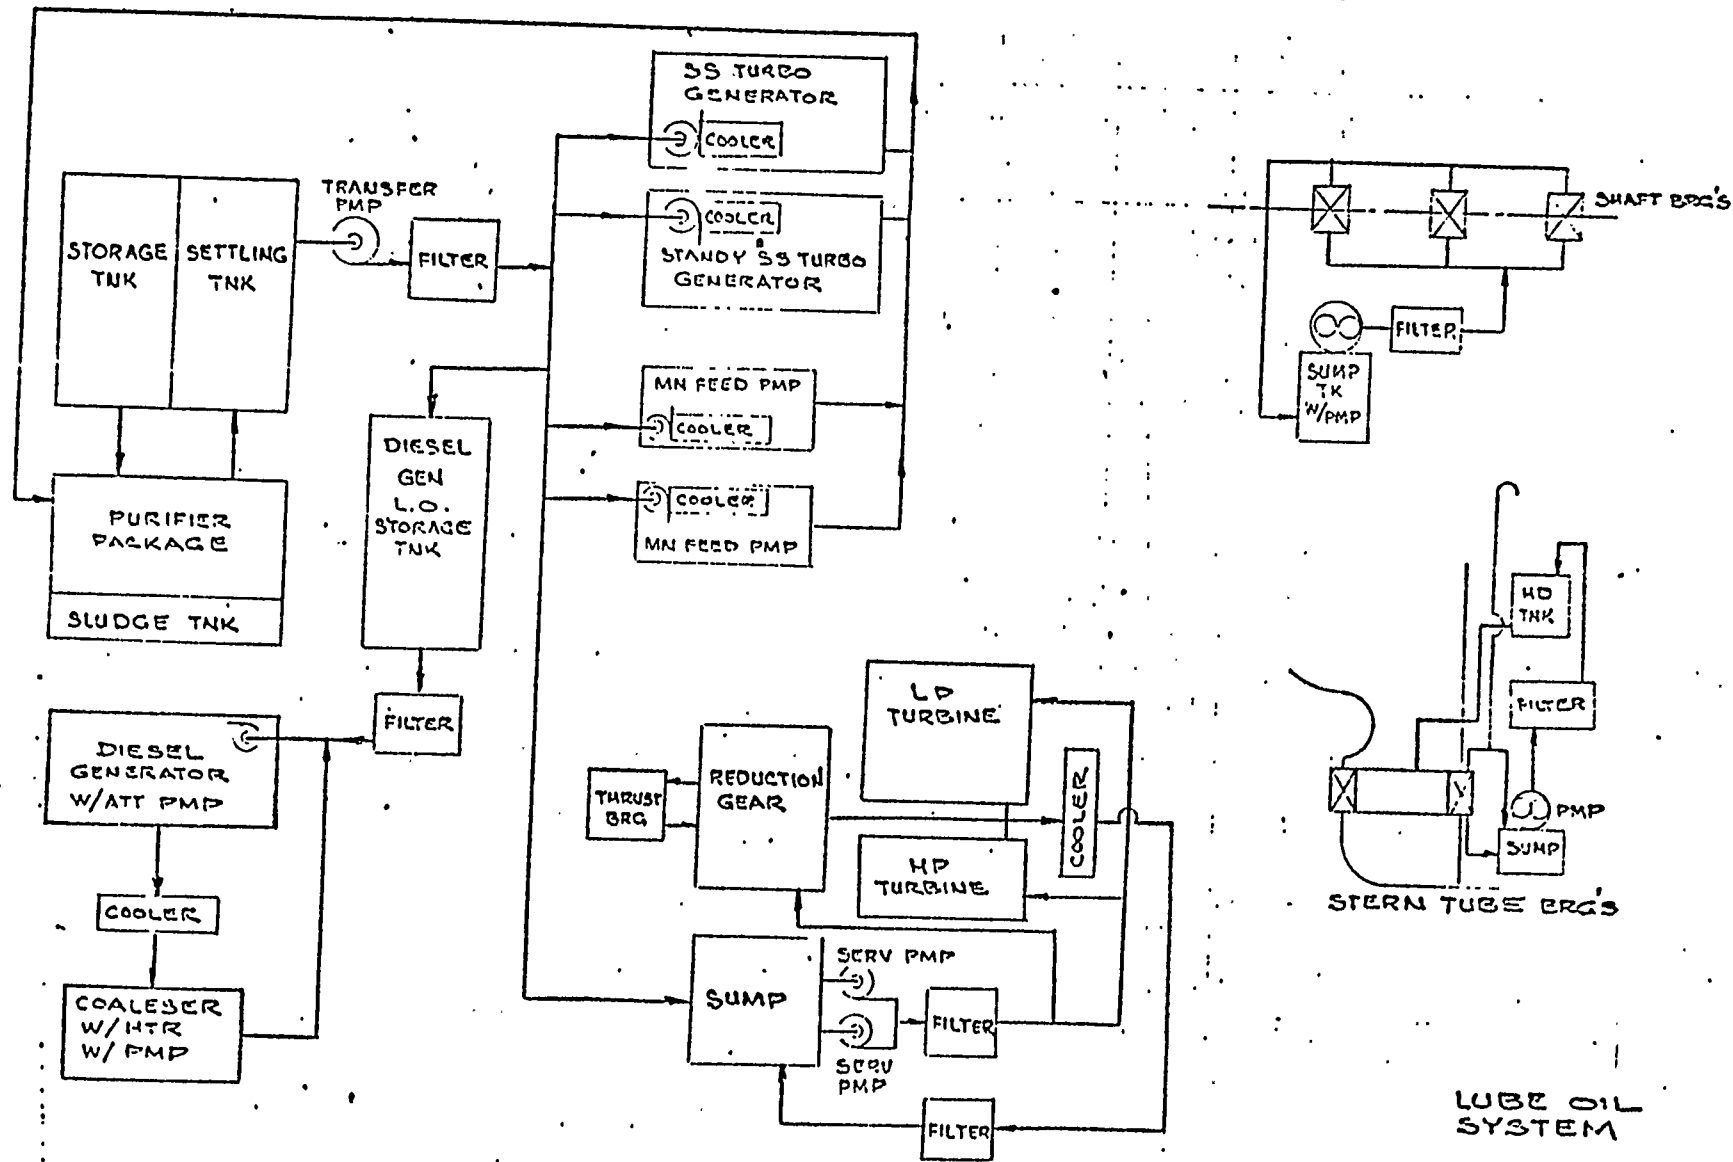 SS TURBO
GENERATOR
COOLER
COOLER
STANDY SS TURBO
GENERATOR
TRANSFER
PMP
STORAGE
TNK
SETTLING
TNK
FILTER
SHAFT BRG'S
FILTER
SUMP
TK
W/PMP
MN FEED PMP
COOLER
COOLER
MN FEED PMP
DIESEL
GEN
L.O.
STORAGE
TNK
PURIFIER
PACKAGE
SLUDGE TNK
HD
TNK
FILTER
PMP
SUMP
STERN TUBE BRG'S
FILTER
DIESEL
GENERATOR
W/ATT PMP
COOLER
COALESER
W/HTR
W/PMP
LP
TURBINE
REDUCTION
GEAR
THRUST
BRG
COOLER
HP
TURBINE
SERV PMP
SUMP
FILTER
SERV
PMP
FILTER
LUBE OIL
SYSTEM